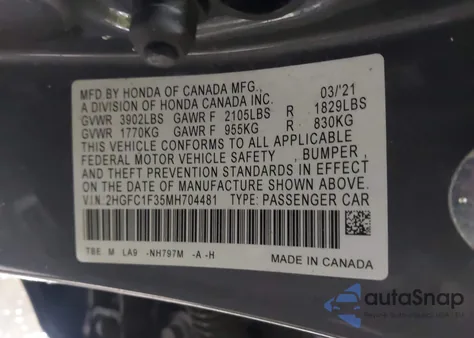 MFD BY HONDA OF CANADA MFG., 03/'21
A DIVISION OF HONDA CANADA INC.
GVWR 3902LBS GAWR F 2105LBS R 1829LBS
GVWR 1770KG GAWR F 955KG R 830KG
THIS VEHICLE CONFORMS TO ALL APPLICABLE
FEDERAL MOTOR VEHICLE SAFETY , BUMPER ,
AND THEFT PREVENTION STANDARDS IN EFFECT
ON THE DATE OF MANUFACTURE SHOWN ABOVE.
V.I.N. 2HGFC1F35MH704481 TYPE: PASSENGER CAR
TBE M LA9 -NH797M -A -H
MADE IN CANADA
autoSnap